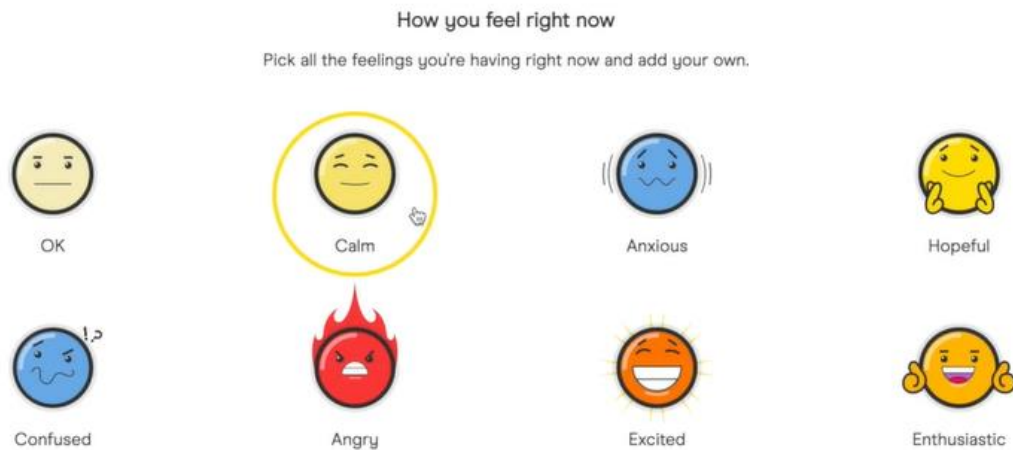 How you feel right now
Pick all the feelings you're having right now and add your own.
OK
Calm
Anxious
Hopeful
!,?
Confused
Angry
Excited
Enthusiastic